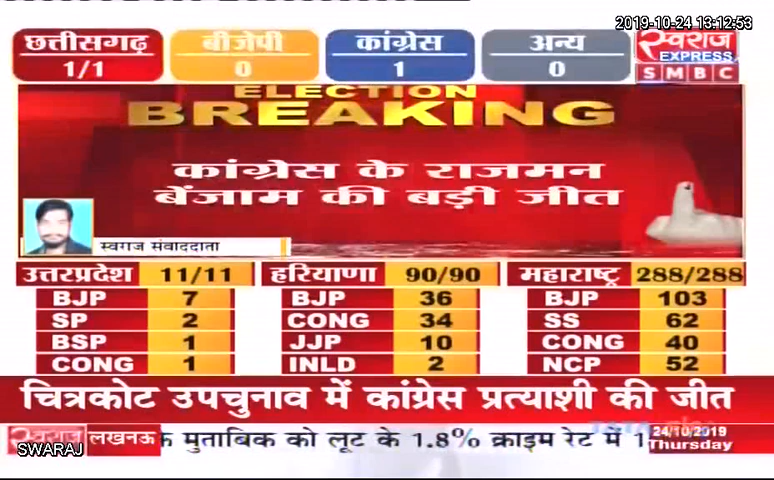 2019-10-24 13:12:53
छत्तीसगढ़ बीजेपी कांग्रेस अन्य स्वराज
1/1 0 1 0 EXPRESS
SMBC
ELECTION
BREAKING
कांग्रेस के राजमन
बेंजाम की बड़ी जीत
स्वराज संवाददाता
उत्तरप्रदेश 11/11 हरियाणा 90/90 महाराष्ट्र 288/288
BJP 7 BJP 36 BJP 103
SP 2 CONG 34 SS 62
BSP 1 JJP 10 CONG 40
CONG 1 INLD 2 NCP 52
चित्रकोट उपचुनाव में कांग्रेस प्रत्याशी की जीत
स्वराज लखनऊ के मुताबिक को लूट के 1.8% क्राइम रेट में 24/10/2019
SWARAJ Thursday